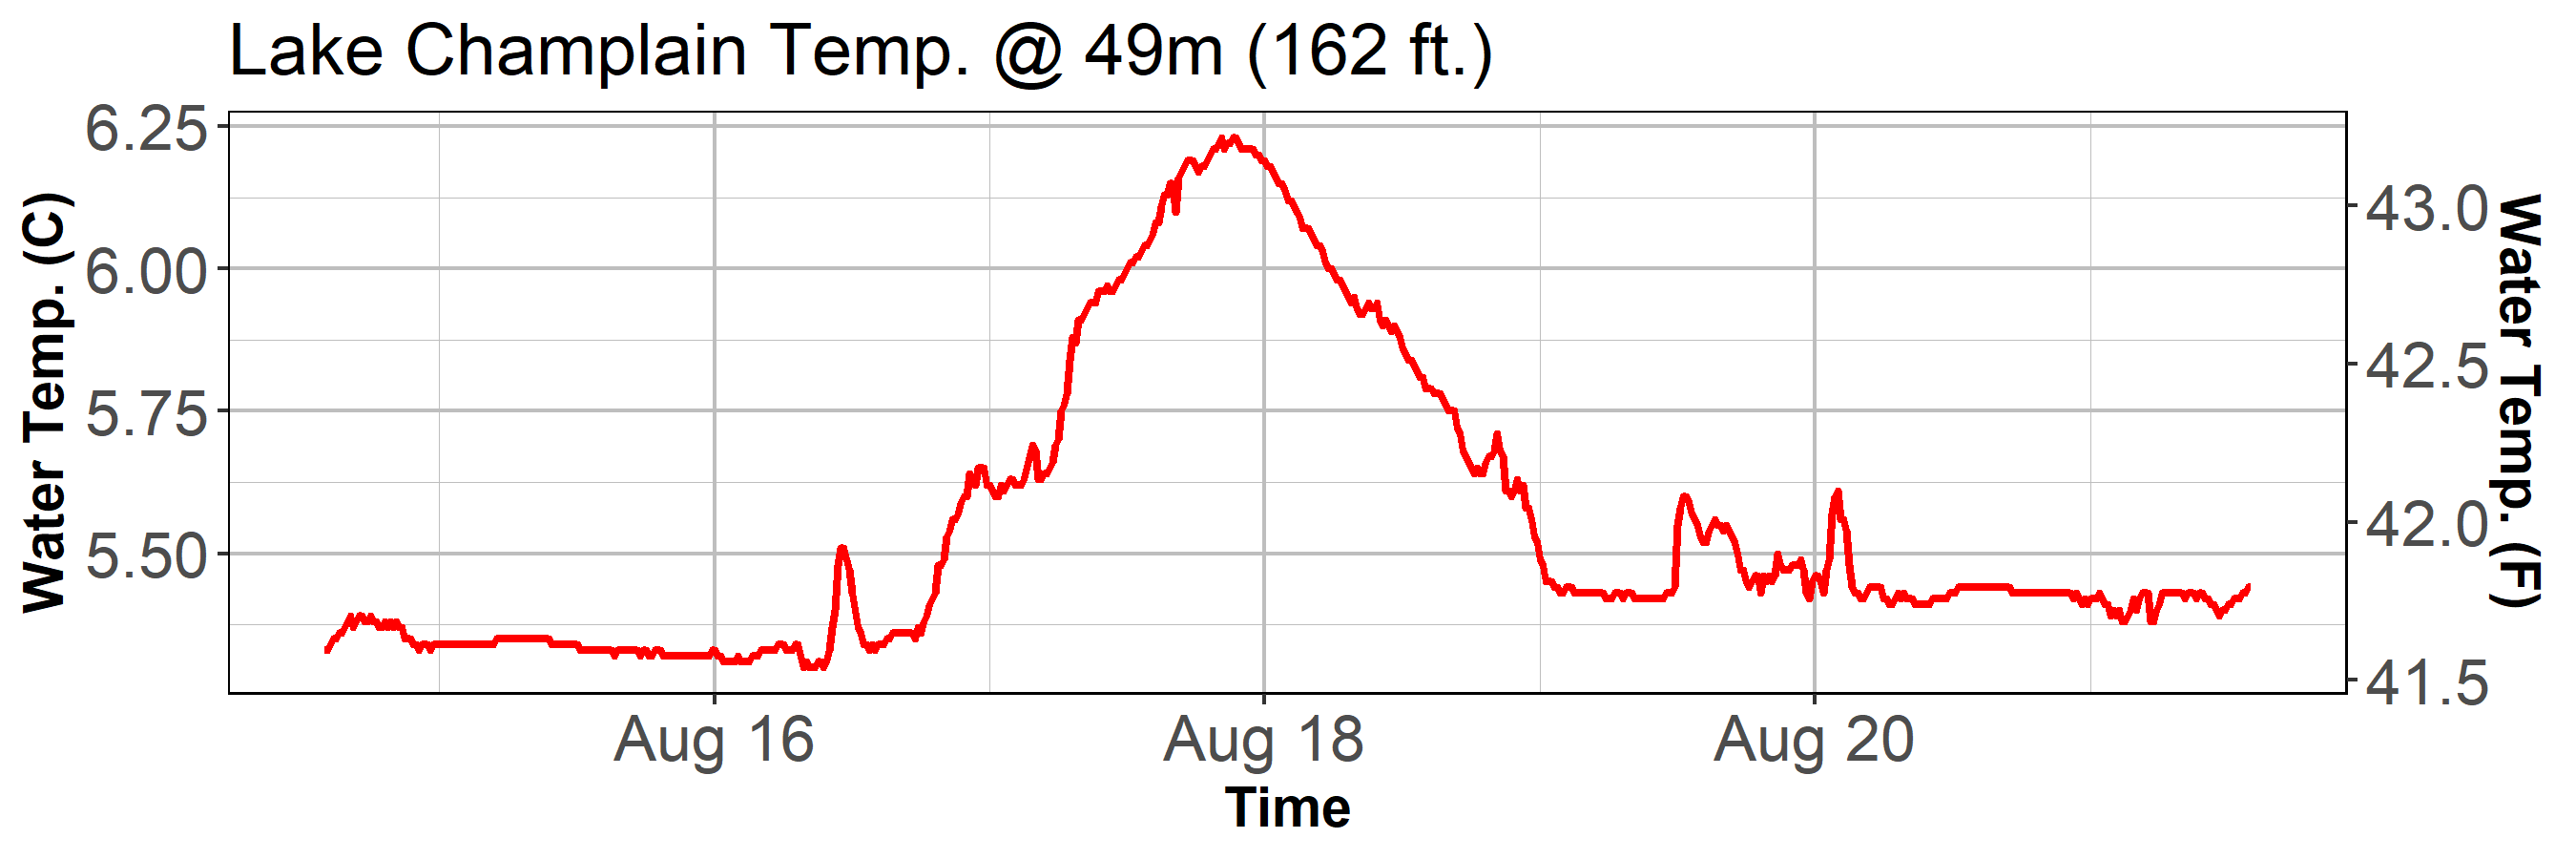 Lake Champlain Temp. @ 49m (162 ft.)
Water Temp. (C)
6.25
6.00
5.75
5.50
43.0
42.5
42.0
41.5
Water Temp. (F)
Aug 16
Aug 18
Aug 20
Time